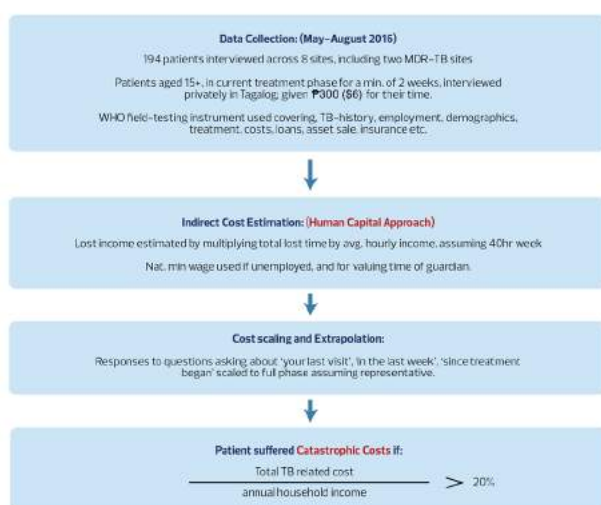 Data Collection: (May–August 2016)
194 patients interviewed across 8 sites, including two MDR-TB sites
Patients aged 15+, in current treatment phase for a min. of 2 weeks, interviewed
privately in Tagalog; given ₱300 ($6) for their time.
WHO field-testing instrument used covering, TB-history, employment, demographics,
treatment, costs, loans, asset sale, insurance etc.
Indirect Cost Estimation: (Human Capital Approach)
Lost income estimated by multiplying total lost time by avg. hourly income, assuming 40hr week
Nat. min wage used if unemployed, and for valuing time of guardian.
Cost scaling and Extrapolation:
Responses to questions asking about 'your last visit', 'in the last week', 'since treatment
began' scaled to full phase assuming representative.
Patient suffered Catastrophic Costs if:
Total TB related cost
> 20%
annual household income